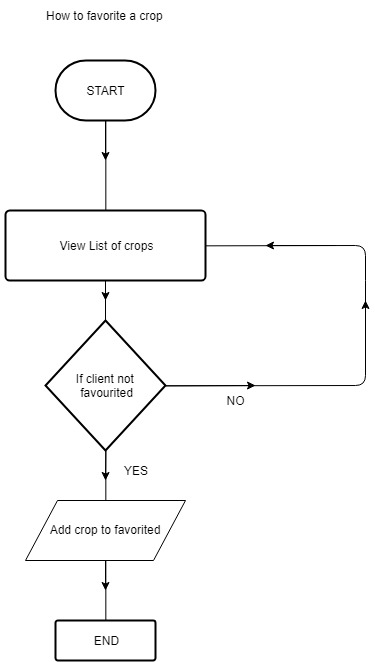 How to favorite a crop
START
View List of crops
If client not
favourited
NO
YES
Add crop to favorited
END